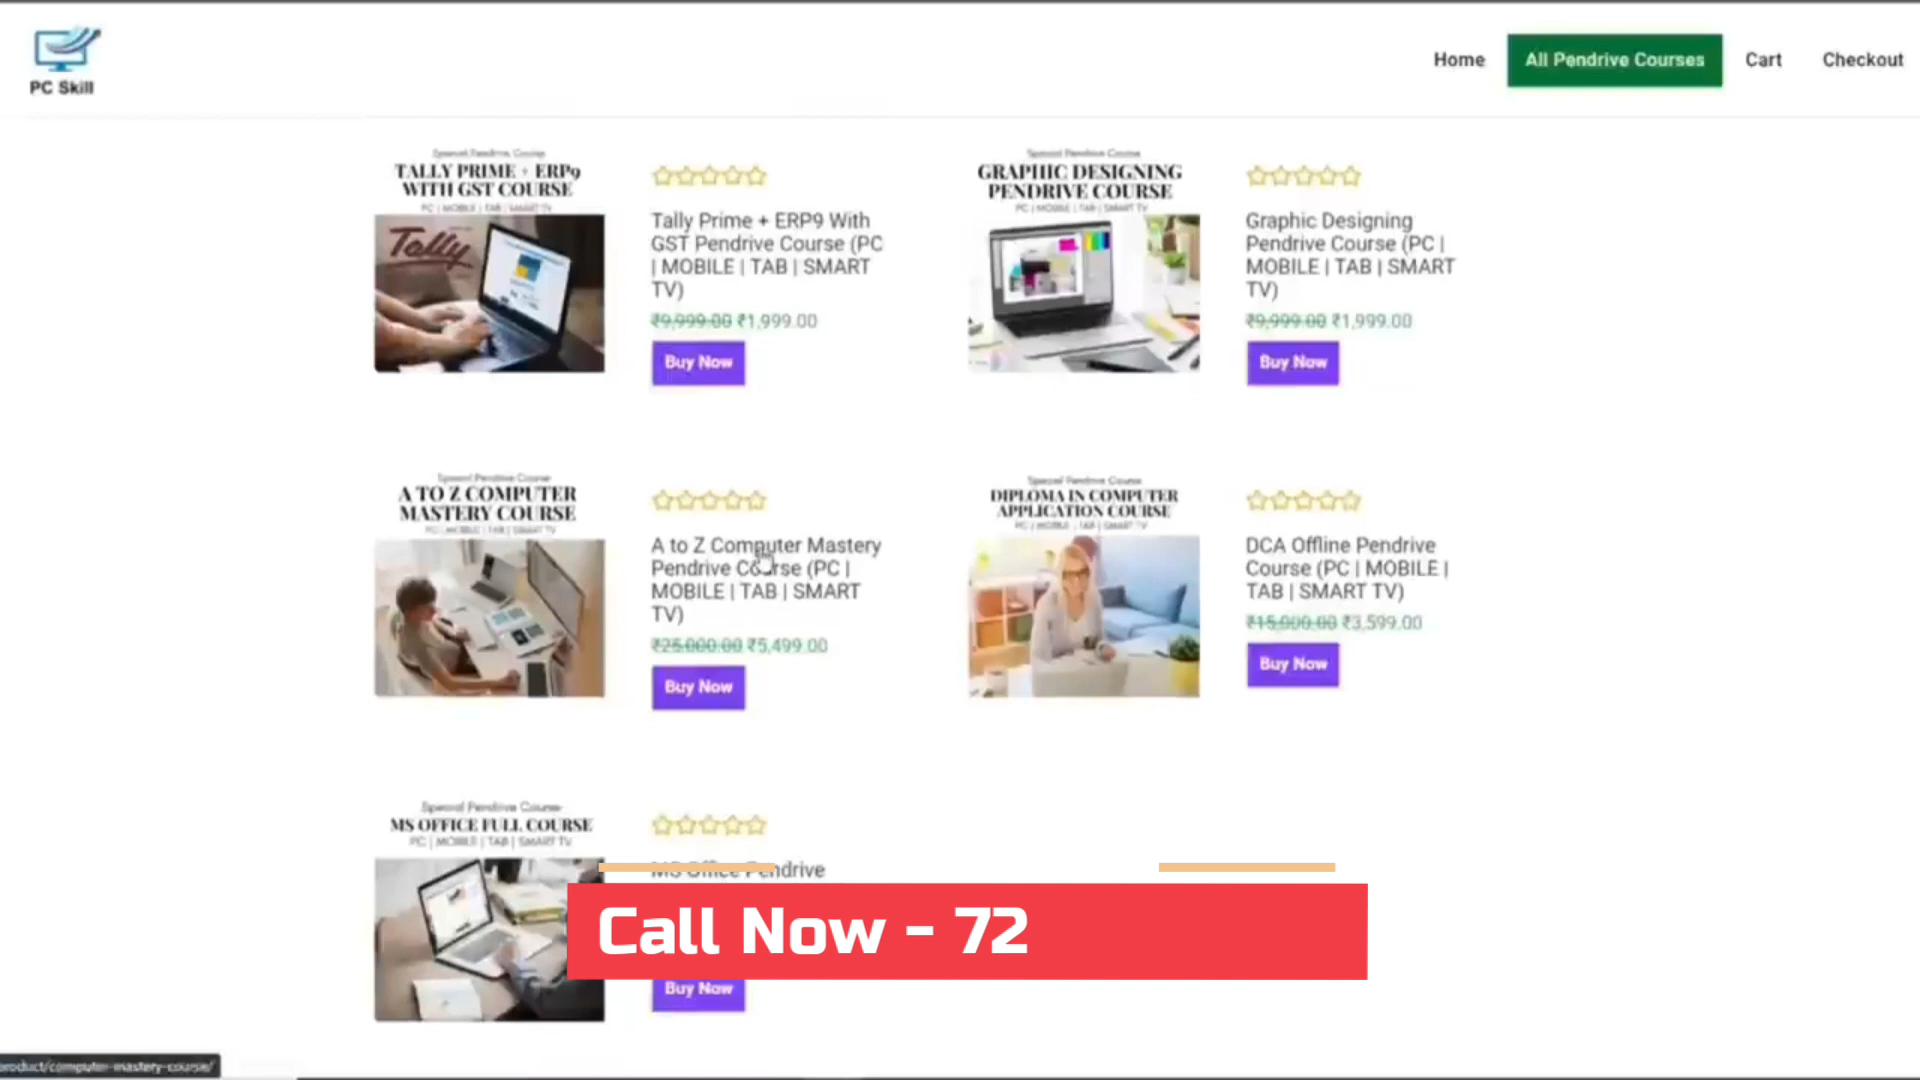 PC Skill
Home
All Pendrive Courses
Cart
Checkout
Special Pendrive Course
TALLY PRIME + ERP9
WITH GST COURSE
PC | MOBILE | TAB | SMART TV
Tally
Tally Prime + ERP9 With
GST Pendrive Course (PC
| MOBILE | TAB | SMART
TV)
₹9,999.00 ₹1,999.00
Buy Now
Special Pendrive Course
GRAPHIC DESIGNING
PENDRIVE COURSE
PC | MOBILE | TAB | SMART TV
Graphic Designing
Pendrive Course (PC |
MOBILE | TAB | SMART
TV)
₹9,999.00 ₹1,999.00
Buy Now
Special Pendrive Course
A TO Z COMPUTER
MASTERY COURSE
PC | MOBILE | TAB | SMART TV
A to Z Computer Mastery
Pendrive Course (PC |
MOBILE | TAB | SMART
TV)
₹25,000.00 ₹5,499.00
Buy Now
Special Pendrive Course
DIPLOMA IN COMPUTER
APPLICATION COURSE
PC | MOBILE | TAB | SMART TV
DCA Offline Pendrive
Course (PC | MOBILE |
TAB | SMART TV)
₹15,000.00 ₹3,599.00
Buy Now
Special Pendrive Course
MS OFFICE FULL COURSE
PC | MOBILE | TAB | SMART TV
MS Office Pendrive
Call Now - 72
Buy Now
product/computer-mastery-course/